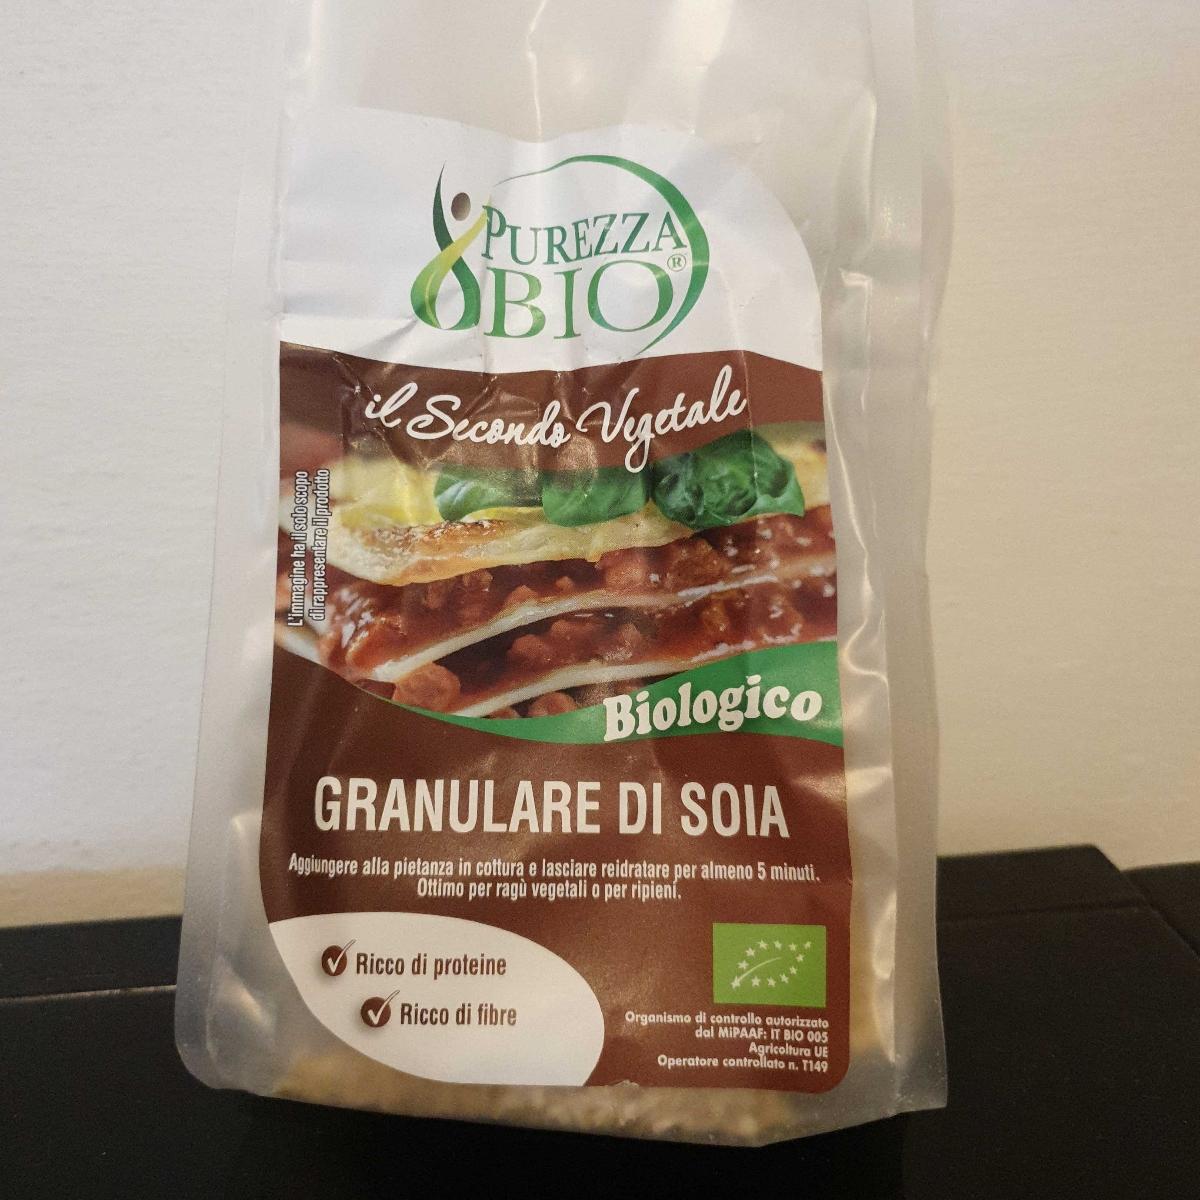 PUREZZA
BIO®
il Secondo Vegetale
L'immagine ha il solo scopo
di rappresentare il prodotto
Biologico
GRANULARE DI SOIA
Aggiungere alla pietanza in cottura e lasciare reidratare per almeno 5 minuti.
Ottimo per ragù vegetali o per ripieni.
Ricco di proteine
Ricco di fibre
Organismo di controllo autorizzato
dal MiPAAF: IT BIO 005
Agricoltura UE
Operatore controllato n. T149